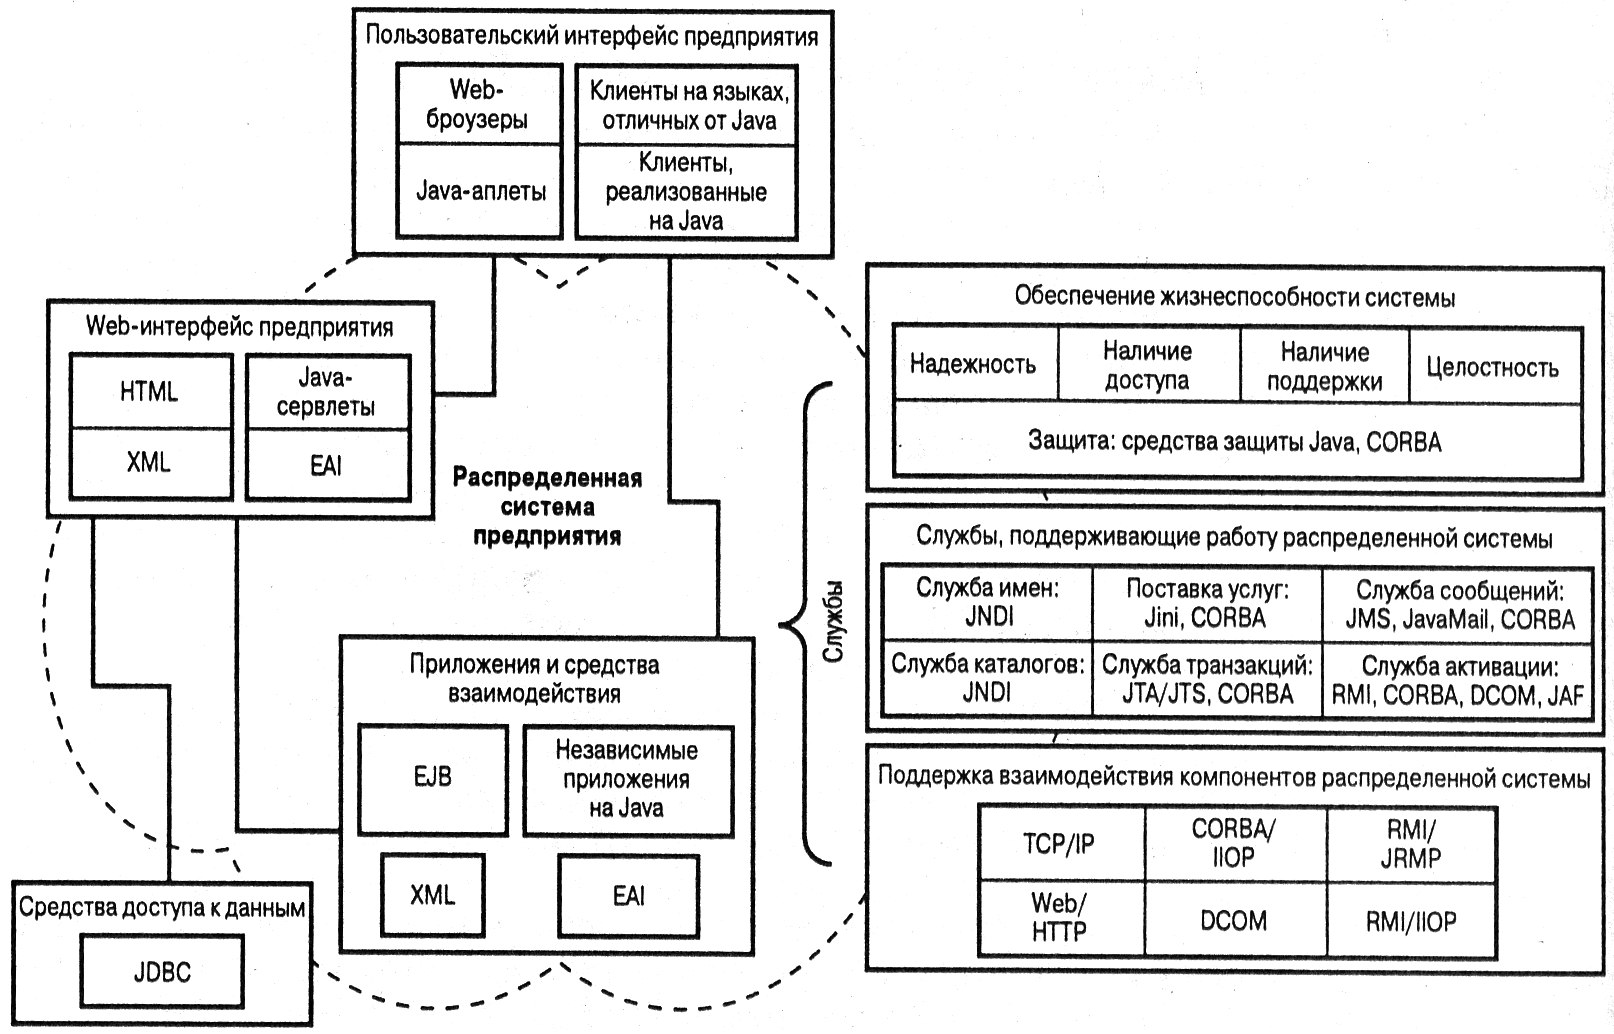 Пользовательский интерфейс предприятия
Web-
броузеры
Java-аплеты
Клиенты на языках,
отличных от Java
Клиенты,
реализованные
на Java
Web-интерфейс предприятия
HTML
XML
Java-
сервлеты
EAI
Распределенная
система
предприятия
Приложения и средства
взаимодействия
EJB
Независимые
приложения
на Java
XML
EAI
Средства доступа к данным
JDBC
Службы
Обеспечение жизнеспособности системы
Надежность
Наличие
доступа
Наличие
поддержки
Целостность
Защита: средства защиты Java, CORBA
Службы, поддерживающие работу распределенной системы
Служба имен:
JNDI
Поставка услуг:
Jini, CORBA
Служба сообщений:
JMS, JavaMail, CORBA
Служба каталогов:
JNDI
Служба транзакций:
JTA/JTS, CORBA
Служба активации:
RMI, CORBA, DCOM, JAF
Поддержка взаимодействия компонентов распределенной системы
TCP/IP
CORBA/
IIOP
RMI/
JRMP
Web/
HTTP
DCOM
RMI/IIOP